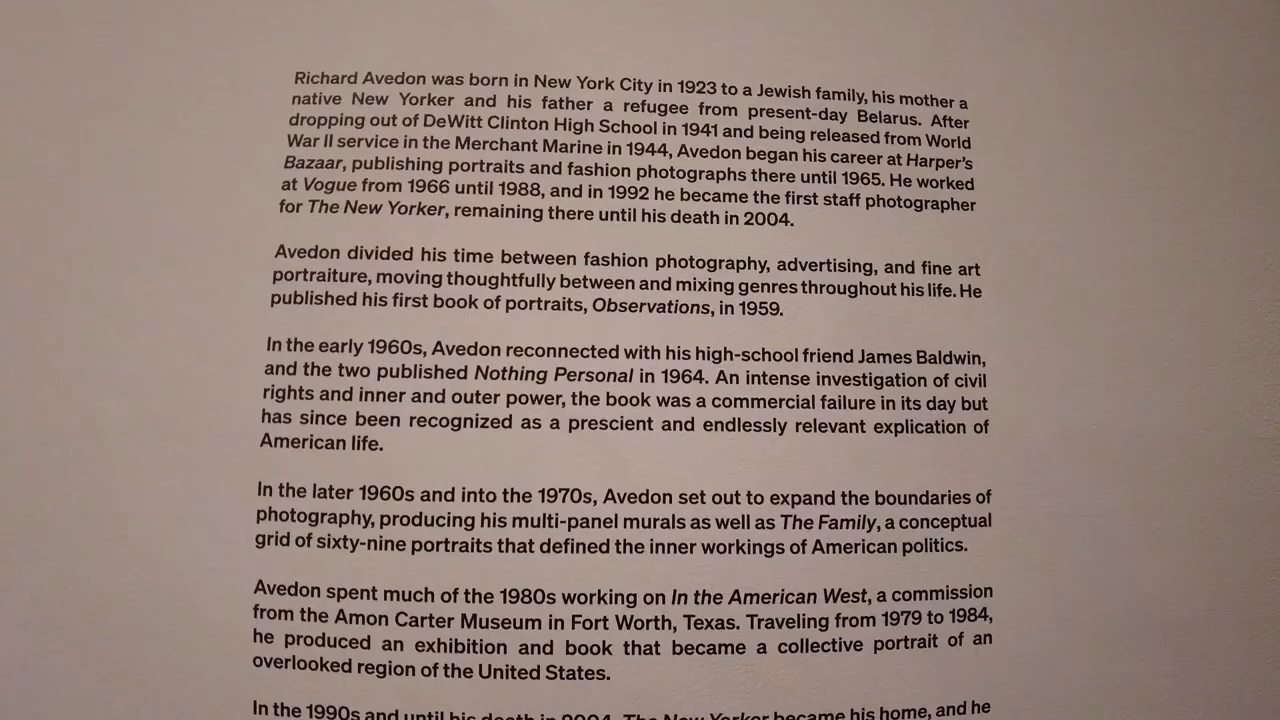 Richard Avedon was born in New York City in 1923 to a Jewish family, his mother a
native New Yorker and his father a refugee from present-day Belarus. After
dropping out of DeWitt Clinton High School in 1941 and being released from World
War II service in the Merchant Marine in 1944, Avedon began his career at Harper's
Bazaar, publishing portraits and fashion photographs there until 1965. He worked
at Vogue from 1966 until 1988, and in 1992 he became the first staff photographer
for The New Yorker, remaining there until his death in 2004.
Avedon divided his time between fashion photography, advertising, and fine art
portraiture, moving thoughtfully between and mixing genres throughout his life. He
published his first book of portraits, Observations, in 1959.
In the early 1960s, Avedon reconnected with his high-school friend James Baldwin,
and the two published Nothing Personal in 1964. An intense investigation of civil
rights and inner and outer power, the book was a commercial failure in its day but
has since been recognized as a prescient and endlessly relevant explication of
American life.
In the later 1960s and into the 1970s, Avedon set out to expand the boundaries of
photography, producing his multi-panel murals as well as The Family, a conceptual
grid of sixty-nine portraits that defined the inner workings of American politics.
Avedon spent much of the 1980s working on In the American West, a commission
from the Amon Carter Museum in Fort Worth, Texas. Traveling from 1979 to 1984,
he produced an exhibition and book that became a collective portrait of an
overlooked region of the United States.
In the 1990s and until his death in 2004, The New Yorker became his home, and he